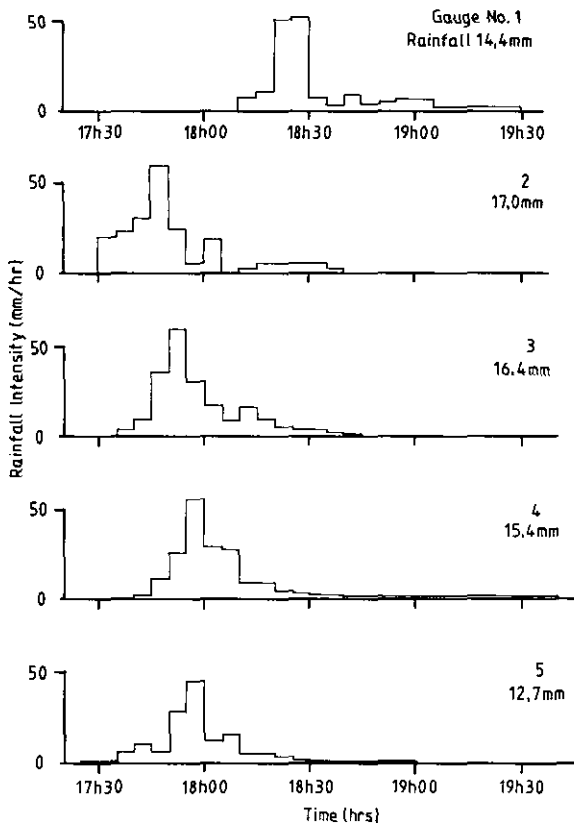 Gauge No. 1
Rainfall 14,4mm
50
0
17h30 18h00 18h30 19h00 19h30
2
17,0mm
50
0
3
16.4mm
50
0
4
15,4mm
50
0
5
12,7mm
50
0
17h30 18h00 18h30 19h00 19h30
Time (hrs)
Rainfall Intensity (mm/hr)